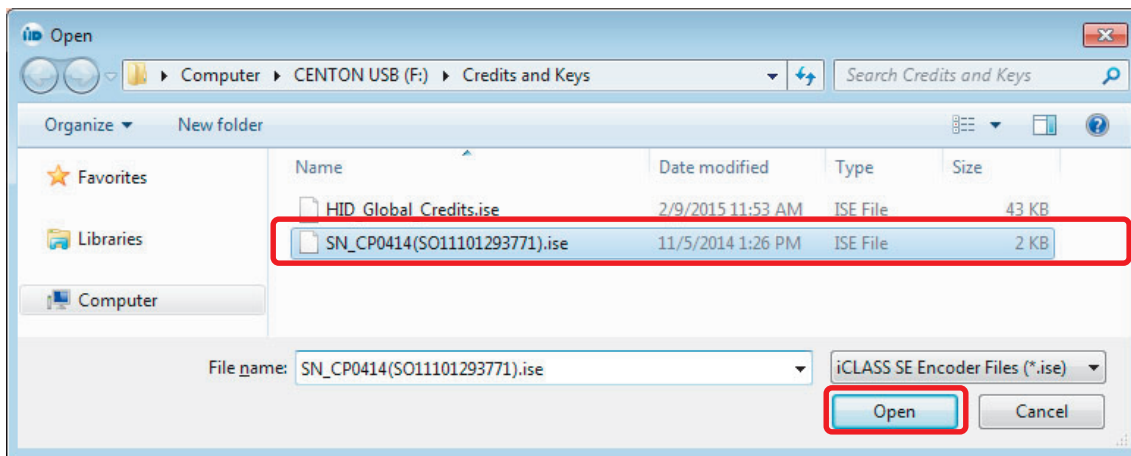 iD Open
Computer CENTON USB (F:) Credits and Keys Search Credits and Keys
Organize New folder
Name Date modified Type Size
Favorites
HID_Global_Credits.ise 2/9/2015 11:53 AM ISE File 43 KB
Libraries SN_CP0414(SO11101293771).ise 11/5/2014 1:26 PM ISE File 2 KB
Computer
File name: SN_CP0414(SO11101293771).ise iCLASS SE Encoder Files (*.ise)
Open Cancel